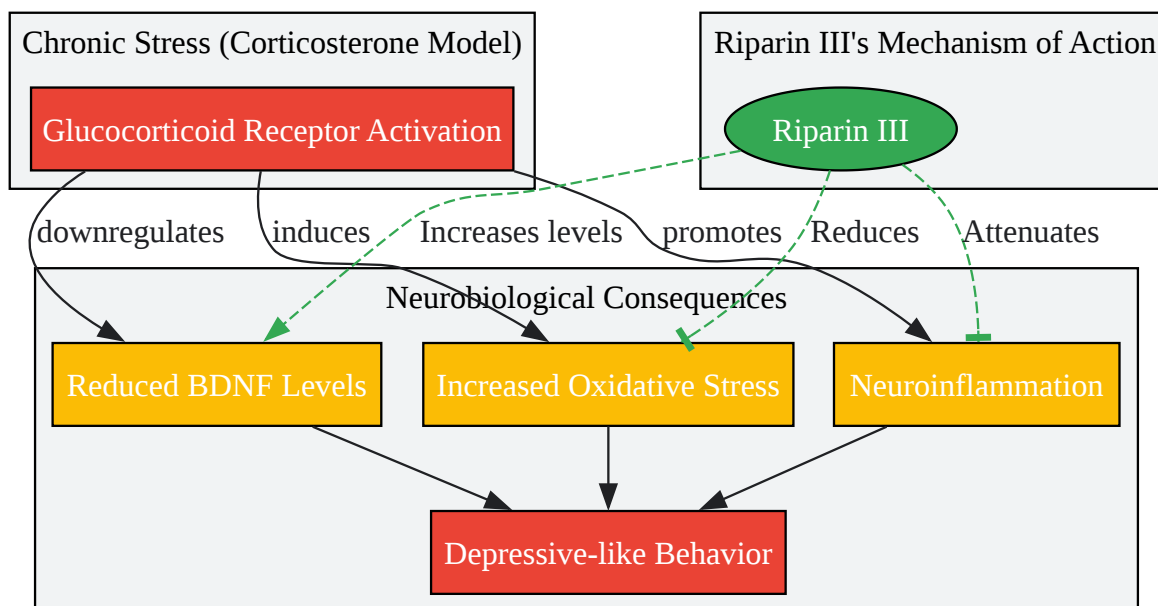 Chronic Stress (Corticosterone Model)
Riparin III's Mechanism of Action
Glucocorticoid Receptor Activation
Riparin III
downregulates
induces
Increases levels
promotes
Reduces
Attenuates
Neurobiological Consequences
Reduced BDNF Levels
Increased Oxidative Stress
Neuroinflammation
Depressive-like Behavior